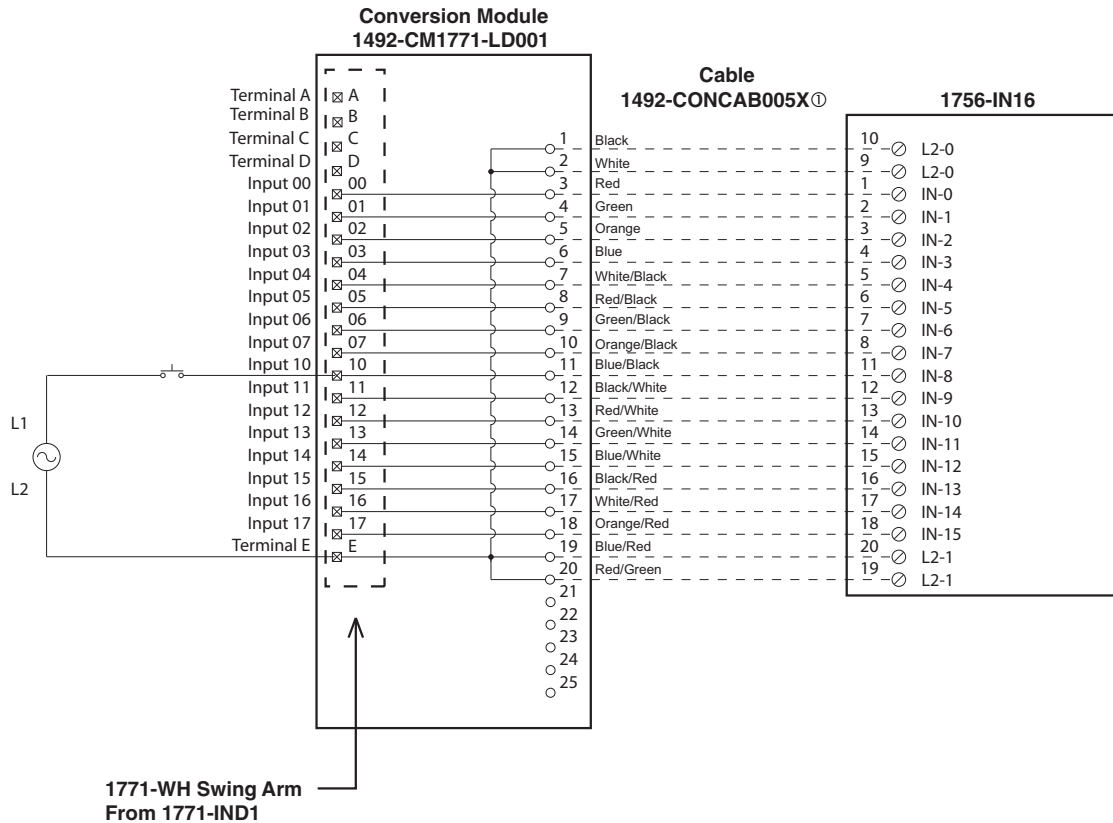 Conversion Module
1492-CM1771-LD001
Cable
1492-CONCAB005X①
1756-IN16
Terminal A A
Terminal B B
Terminal C C 1 Black 10 L2-0
Terminal D D 2 White 9 L2-0
Input 00 00 3 Red 1 IN-0
Input 01 01 4 Green 2 IN-1
Input 02 02 5 Orange 3 IN-2
Input 03 03 6 Blue 4 IN-3
Input 04 04 7 White/Black 5 IN-4
Input 05 05 8 Red/Black 6 IN-5
Input 06 06 9 Green/Black 7 IN-6
Input 07 07 10 Orange/Black 8 IN-7
Input 10 10 11 Blue/Black 11 IN-8
Input 11 11 12 Black/White 12 IN-9
Input 12 12 13 Red/White 13 IN-10
Input 13 13 14 Green/White 14 IN-11
Input 14 14 15 Blue/White 15 IN-12
Input 15 15 16 Black/Red 16 IN-13
Input 16 16 17 White/Red 17 IN-14
Input 17 17 18 Orange/Red 18 IN-15
Terminal E E 19 Blue/Red 20 L2-1
20 Red/Green 19 L2-1
21
22
23
24
25
L1
L2
1771-WH Swing Arm
From 1771-IND1